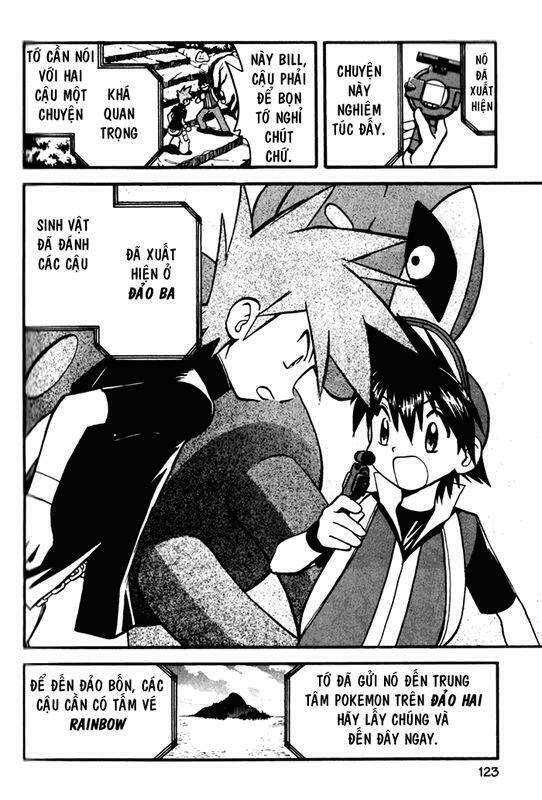 TỚ CẦN NÓI
VỚI HAI
CẬU MỘT
CHUYỆN
KHÁ
QUAN
TRỌNG
NÀY BILL,
CẬU PHẢI
ĐỂ BỌN
TỚ NGHỈ
CHÚT
CHỨ.
CHUYỆN
NÀY
NGHIÊM
TÚC ĐẤY.
NÓ
ĐÃ
XUẤT
HIỆN
SINH VẬT
ĐÃ ĐÁNH
CÁC CẬU
ĐÃ XUẤT
HIỆN Ở
ĐẢO BA
ĐỂ ĐẾN ĐẢO BỐN, CÁC
CẬU CẦN CÓ TẤM VÉ
RAINBOW
TỚ ĐÃ GỬI NÓ ĐẾN TRUNG
TÂM POKEMON TRÊN ĐẢO HAI
HÃY LẤY CHÚNG VÀ
ĐẾN ĐÂY NGAY.
123